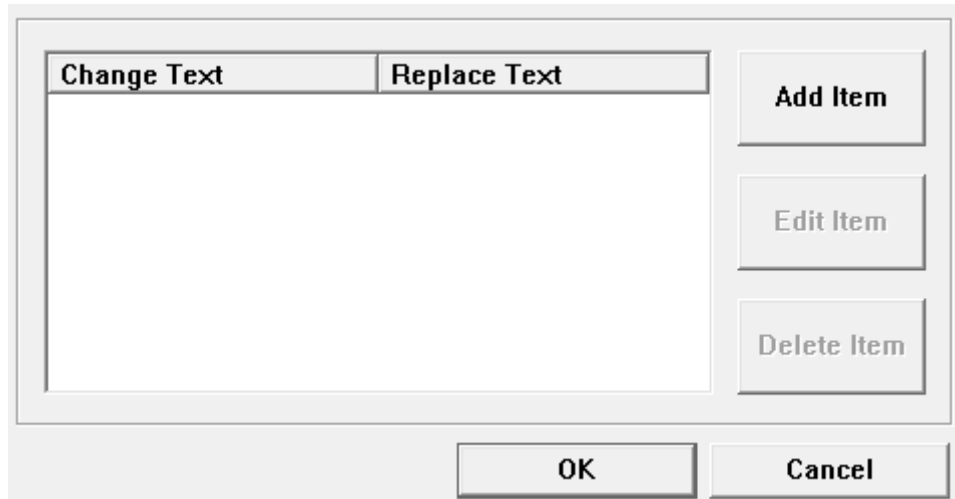 Change Text Replace Text
Add Item
Edit Item
Delete Item
OK Cancel